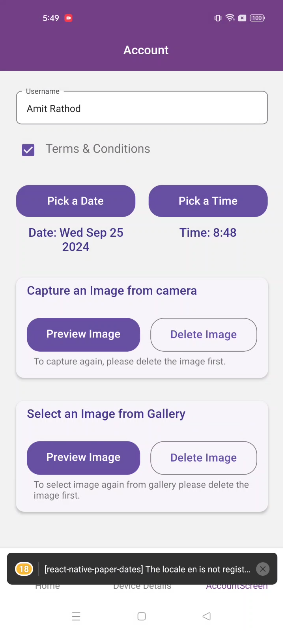 5:49
100
Account
Username
Amit Rathod
Terms & Conditions
Pick a Date
Pick a Time
Date: Wed Sep 25
2024
Time: 8:48
Capture an Image from camera
Preview Image
Delete Image
To capture again, please delete the image first.
Select an Image from Gallery
Preview Image
Delete Image
To select image again from gallery please delete the
image first.
18
[react-native-paper-dates] The locale en is not regist...
Home
Device Details
AccountScreen